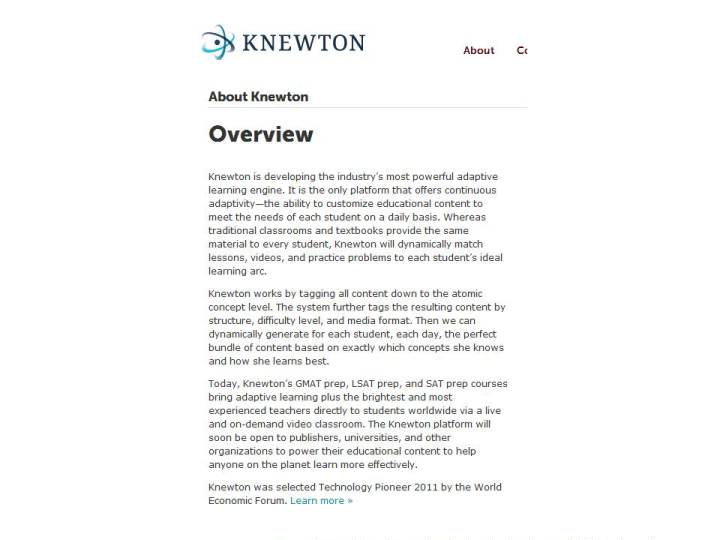 KNEWTON
About
About Knewton
Overview
Knewton is developing the industry's most powerful adaptive
learning engine. It is the only platform that offers continuous
adaptivity—the ability to customize educational content to
meet the needs of each student on a daily basis. Whereas
traditional classrooms and textbooks provide the same
material to every student, Knewton will dynamically match
lessons, videos, and practice problems to each student's ideal
learning arc.
Knewton works by tagging all content down to the atomic
concept level. The system further tags the resulting content by
structure, difficulty level, and media format. Then we can
dynamically generate for each student, each day, the perfect
bundle of content based on exactly which concepts she knows
and how she learns best.
Today, Knewton's GMAT prep, LSAT prep, and SAT prep courses
bring adaptive learning plus the brightest and most
experienced teachers directly to students worldwide via a live
and on-demand video classroom. The Knewton platform will
soon be open to publishers, universities, and other
organizations to power their educational content to help
anyone on the planet learn more effectively.
Knewton was selected Technology Pioneer 2011 by the World
Economic Forum. Learn more »